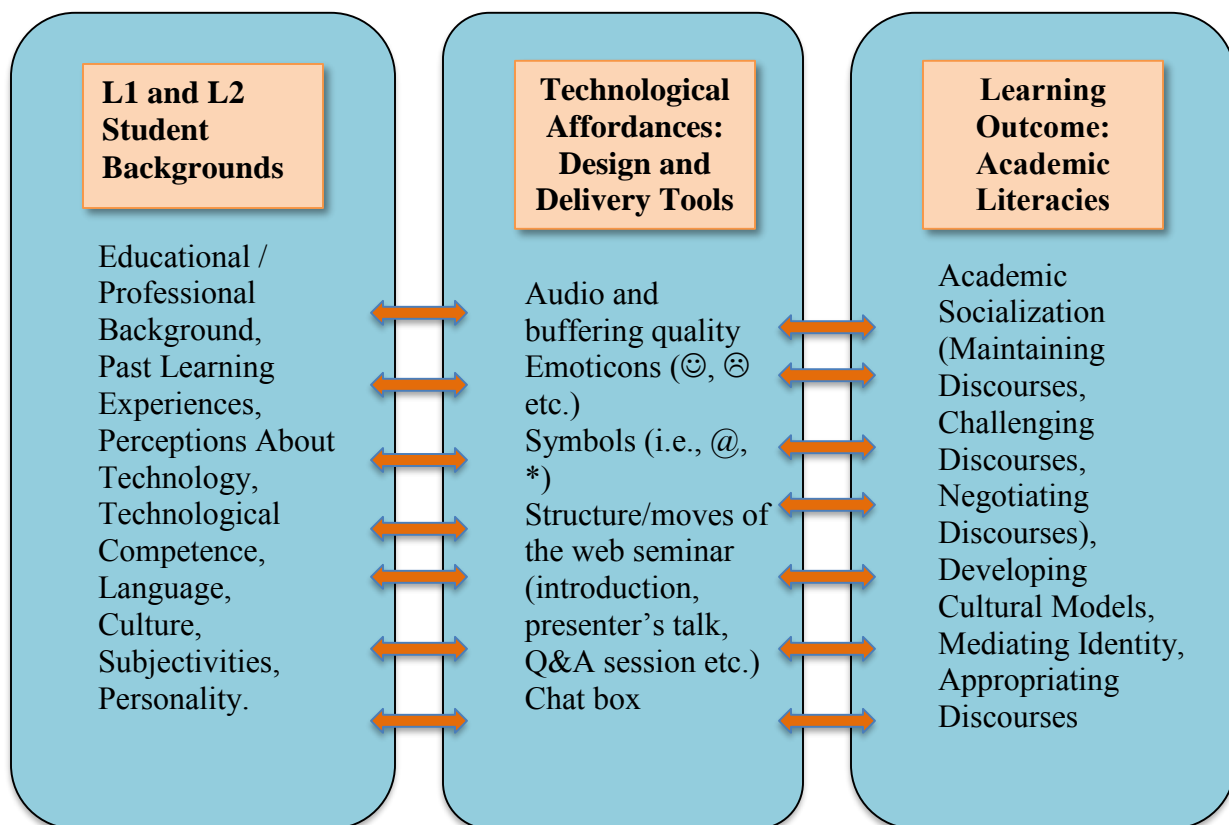 L1 and L2
Student
Backgrounds
Educational /
Professional
Background,
Past Learning
Experiences,
Perceptions About
Technology,
Technological
Competence,
Language,
Culture,
Subjectivities,
Personality.
Technological
Affordances:
Design and
Delivery Tools
Audio and
buffering quality
Emoticons (☺, ☹
etc.)
Symbols (i.e., @,
*)
Structure/moves of
the web seminar
(introduction,
presenter’s talk,
Q&A session etc.)
Chat box
Learning
Outcome:
Academic
Literacies
Academic
Socialization
(Maintaining
Discourses,
Challenging
Discourses,
Negotiating
Discourses),
Developing
Cultural Models,
Mediating Identity,
Appropriating
Discourses